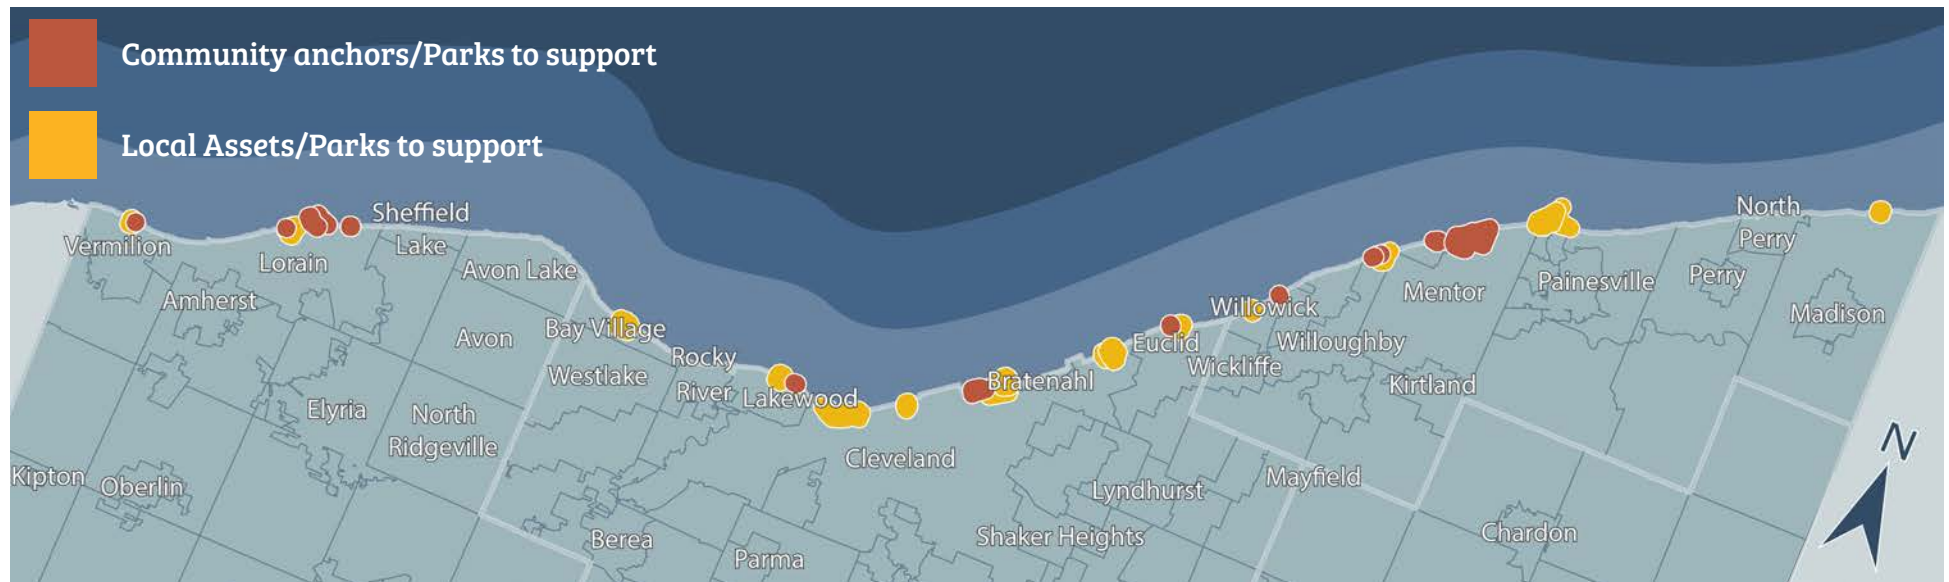 Community anchors/Parks to support
Local Assets/Parks to support
Vermilion
Lorain
Sheffield
Lake
Amherst
Avon Lake
Avon
Bay Village
Westlake
Rocky
River
Lakewood
Elyria
North
Ridgeville
Kipton
Oberlin
Berea
Parma
Cleveland
Bratenahl
Shaker Heights
Lyndhurst
Euclid
Wickliffe
Willowick
Willoughby
Kirtland
Mayfield
Mentor
Painesville
Perry
North
Perry
Madison
Chardon
N